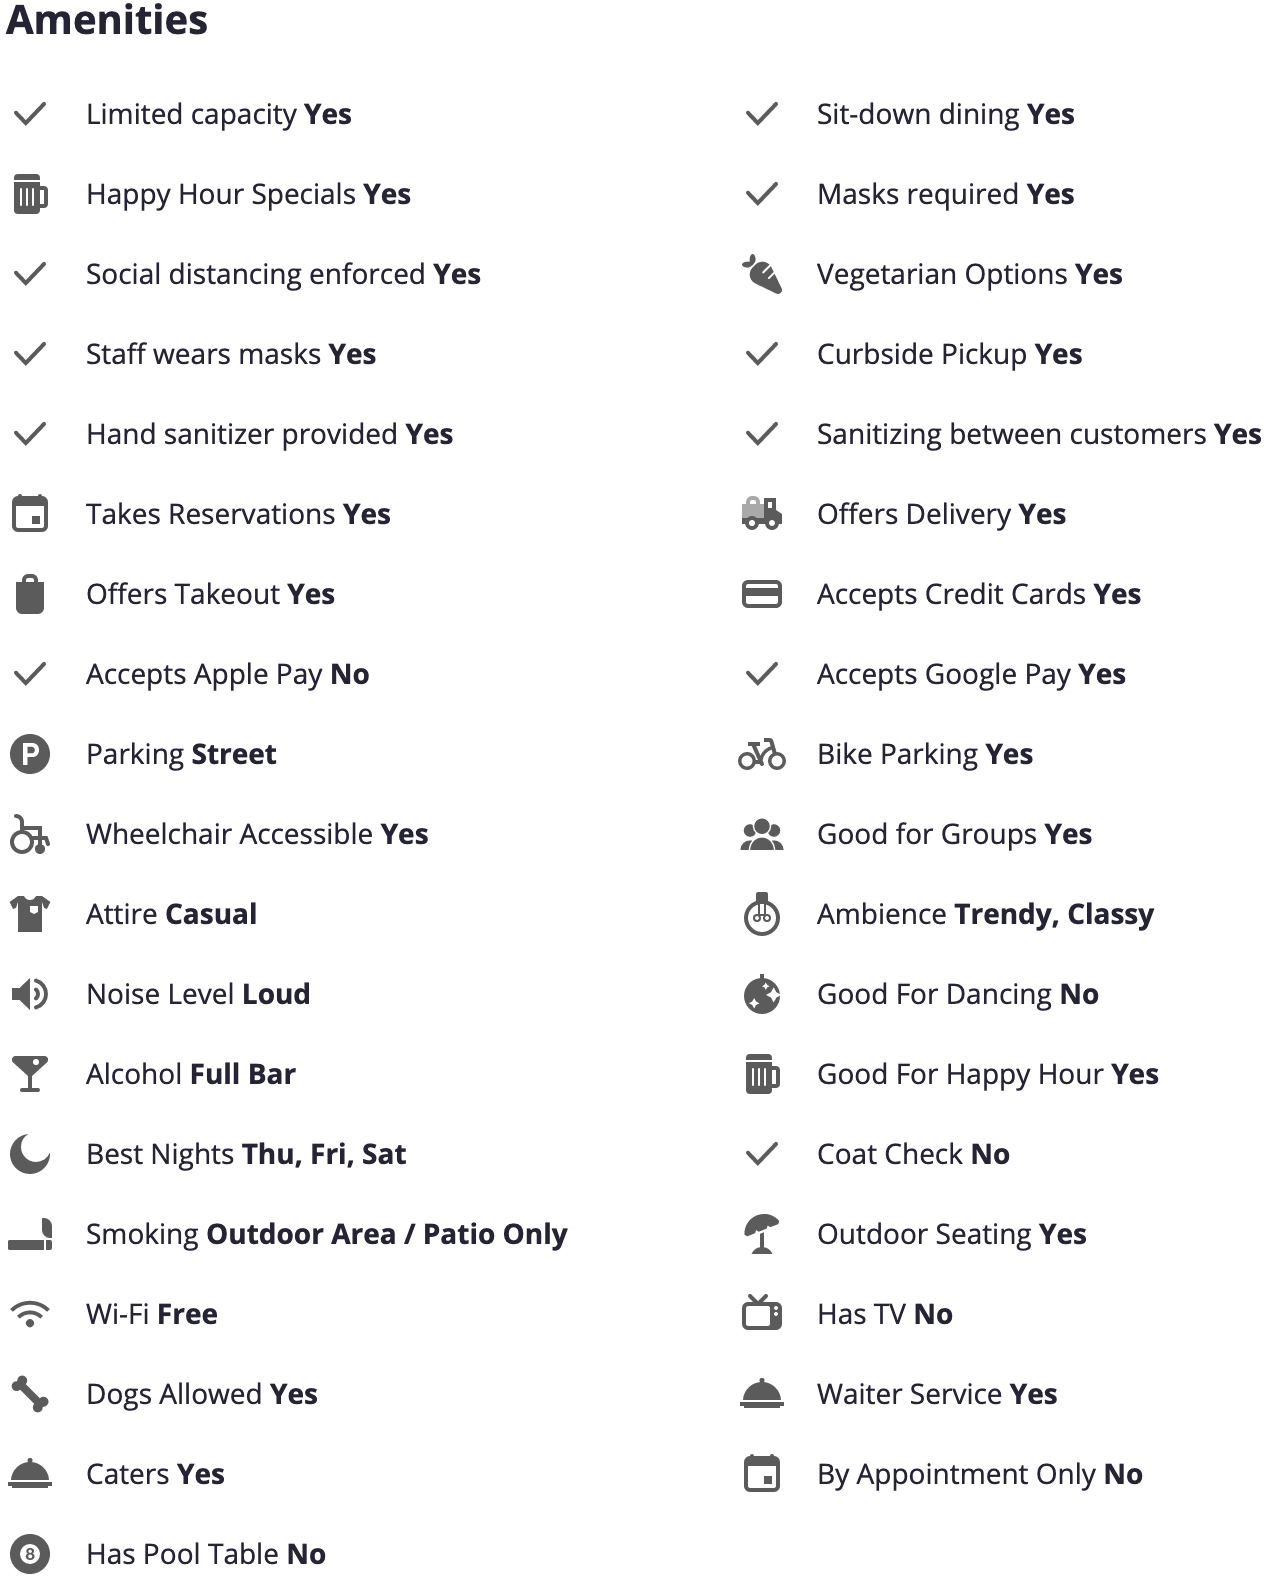 Amenities
Limited capacity Yes
Sit-down dining Yes
Happy Hour Specials Yes
Masks required Yes
Social distancing enforced Yes
Vegetarian Options Yes
Staff wears masks Yes
Curbside Pickup Yes
Hand sanitizer provided Yes
Sanitizing between customers Yes
Takes Reservations Yes
Offers Delivery Yes
Offers Takeout Yes
Accepts Credit Cards Yes
Accepts Apple Pay No
Accepts Google Pay Yes
P
Parking Street
Bike Parking Yes
Wheelchair Accessible Yes
Good for Groups Yes
Attire Casual
Ambience Trendy, Classy
Noise Level Loud
Good For Dancing No
Alcohol Full Bar
Good For Happy Hour Yes
Best Nights Thu, Fri, Sat
Coat Check No
Smoking Outdoor Area / Patio Only
Outdoor Seating Yes
Wi-Fi Free
Has TV No
Dogs Allowed Yes
Waiter Service Yes
Caters Yes
By Appointment Only No
8
Has Pool Table No